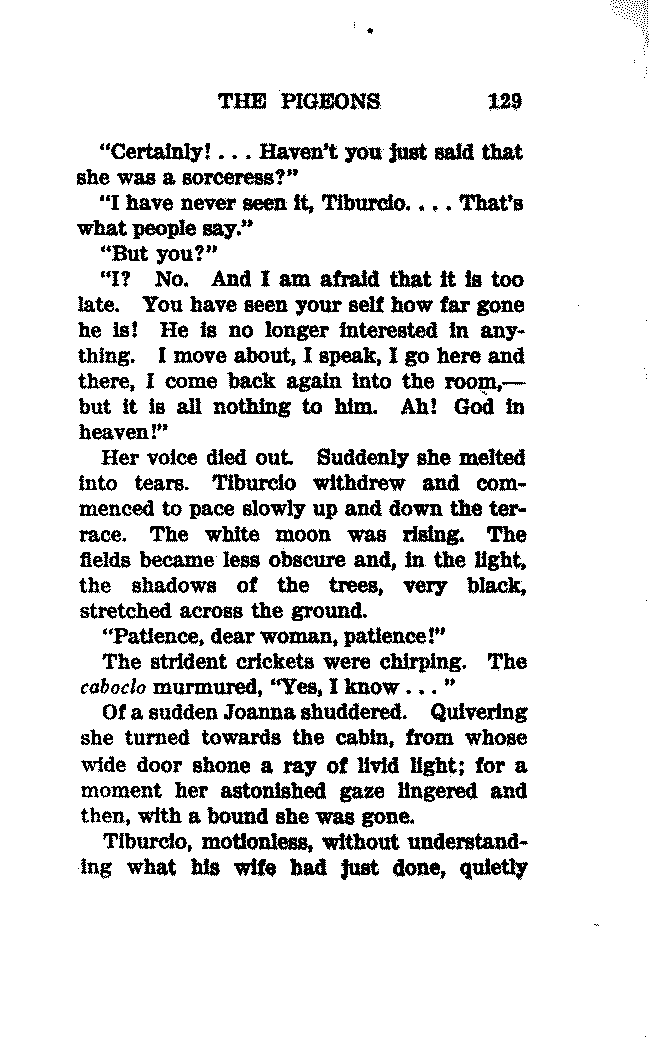 THE PIGEONS 129
"Certainly! . . . Haven't you just said that
she was a sorceress?"
"I have never seen it, Tiburcio. . . . That's
what people say."
"But you?"
"I? No. And I am afraid that it is too
late. You have seen your self how far gone
he is! He is no longer interested in any-
thing. I move about, I speak, I go here and
there, I come back again into the room,—
but it is all nothing to him. Ah! God in
heaven!"
Her voice died out. Suddenly she melted
into tears. Tiburcio withdrew and com-
menced to pace slowly up and down the ter-
race. The white moon was rising. The
fields became less obscure and, in the light,
the shadows of the trees, very black,
stretched across the ground.
"Patience, dear woman, patience!"
The strident crickets were chirping. The
caboclo murmured, "Yes, I know . . . "
Of a sudden Joanna shuddered. Quivering
she turned towards the cabin, from whose
wide door shone a ray of livid light; for a
moment her astonished gaze lingered and
then, with a bound she was gone.
Tiburcio, motionless, without understand-
ing what his wife had just done, quietly